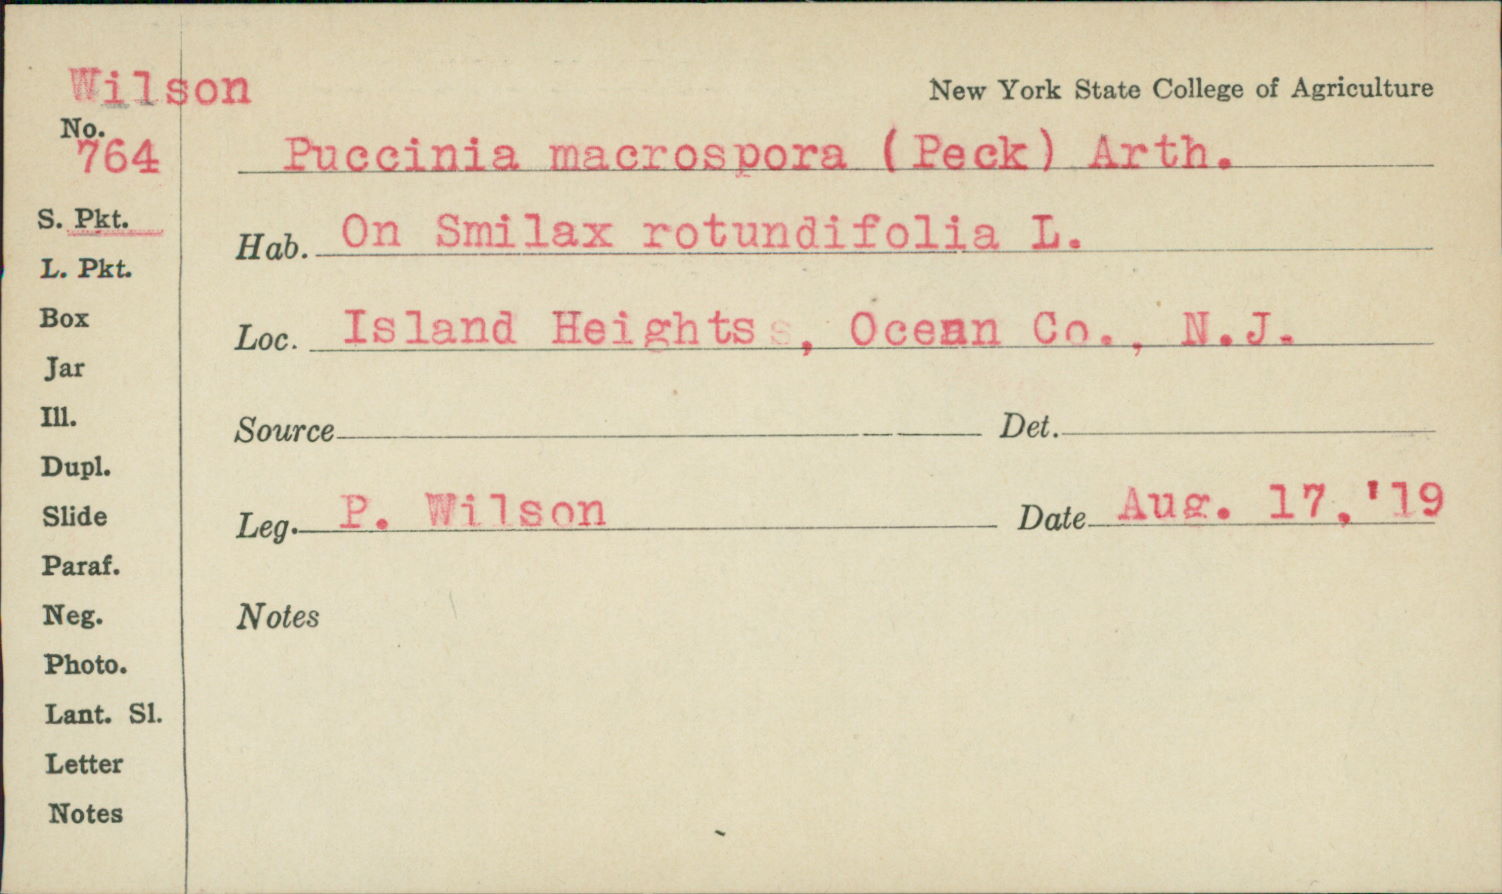 Wilson
New York State College of Agriculture
No.
764
Puccinia macrospora (Peck) Arth.
S. Pkt.
Hab. On Smilax rotundifolia L.
L. Pkt.
Box
Loc. Island Heights, Ocean Co., N.J.
Jar
Ill.
Source Det.
Dupl.
Slide
Leg. P. Wilson Date Aug. 17, '19
Paraf.
Neg.
Notes
Photo.
Lant. Sl.
Letter
Notes